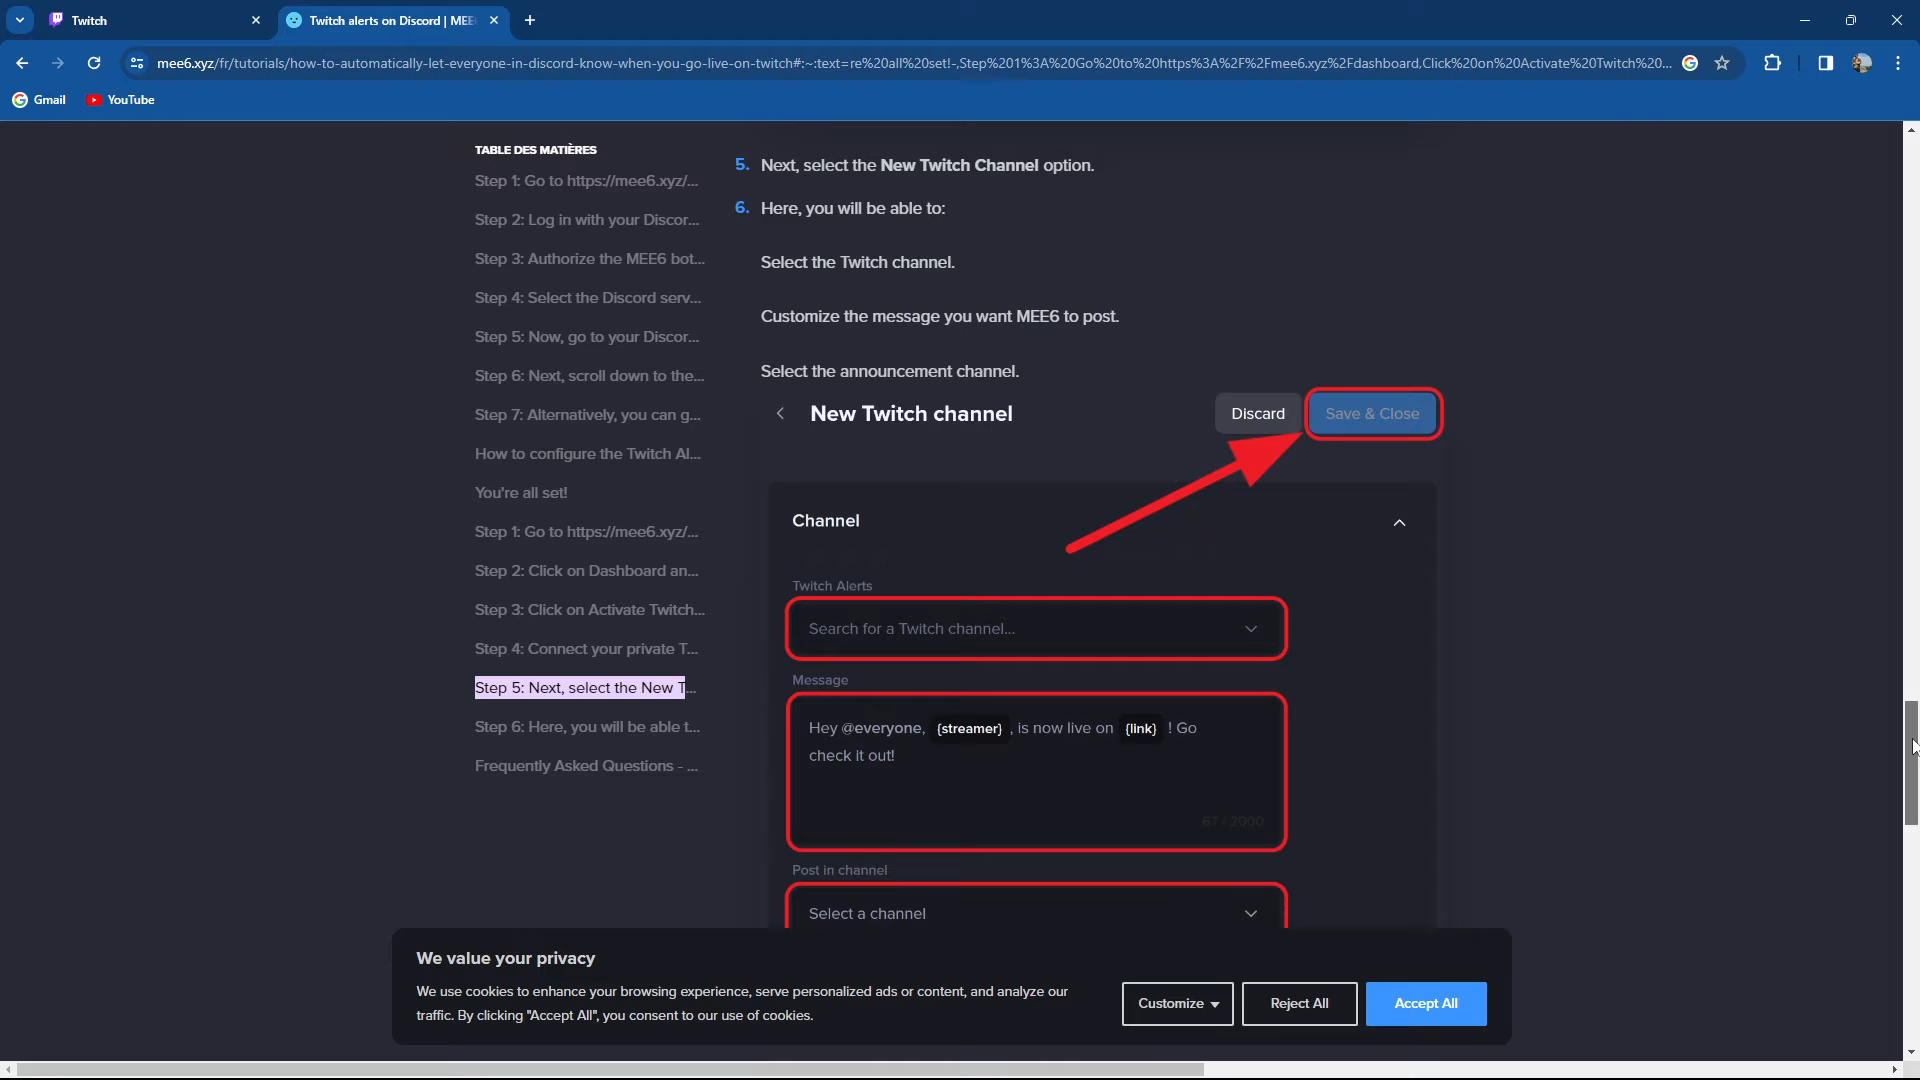 Twitch
Twitch alerts on Discord | MEE
mee6.xyz/fr/tutorials/how-to-automatically-let-everyone-in-discord-know-when-you-go-live-on-twitch#:~:text=re%20all%20set!-,Step%201%3A%20Go%20to%20https%3A%2F%2Fmee6.xyz%2Fdashboard,Click%20on%20Activate%20Twitch%20...
Gmail
YouTube
TABLE DES MATIÈRES
Step 1: Go to https://mee6.xyz/...
Step 2: Log in with your Discor...
Step 3: Authorize the MEE6 bot...
Step 4: Select the Discord serv...
Step 5: Now, go to your Discor...
Step 6: Next, scroll down to the...
Step 7: Alternatively, you can g...
How to configure the Twitch Al...
You're all set!
Step 1: Go to https://mee6.xyz/...
Step 2: Click on Dashboard an...
Step 3: Click on Activate Twitch...
Step 4: Connect your private T...
Step 5: Next, select the New T...
Step 6: Here, you will be able t...
Frequently Asked Questions - ...
5. Next, select the New Twitch Channel option.
6. Here, you will be able to:
Select the Twitch channel.
Customize the message you want MEE6 to post.
Select the announcement channel.
New Twitch channel
Discard
Save & Close
Channel
Twitch Alerts
Search for a Twitch channel...
Message
Hey @everyone, {streamer} , is now live on {link} ! Go
check it out!
67 / 2000
Post in channel
Select a channel
We value your privacy
We use cookies to enhance your browsing experience, serve personalized ads or content, and analyze our
traffic. By clicking "Accept All", you consent to our use of cookies.
Customize
Reject All
Accept All